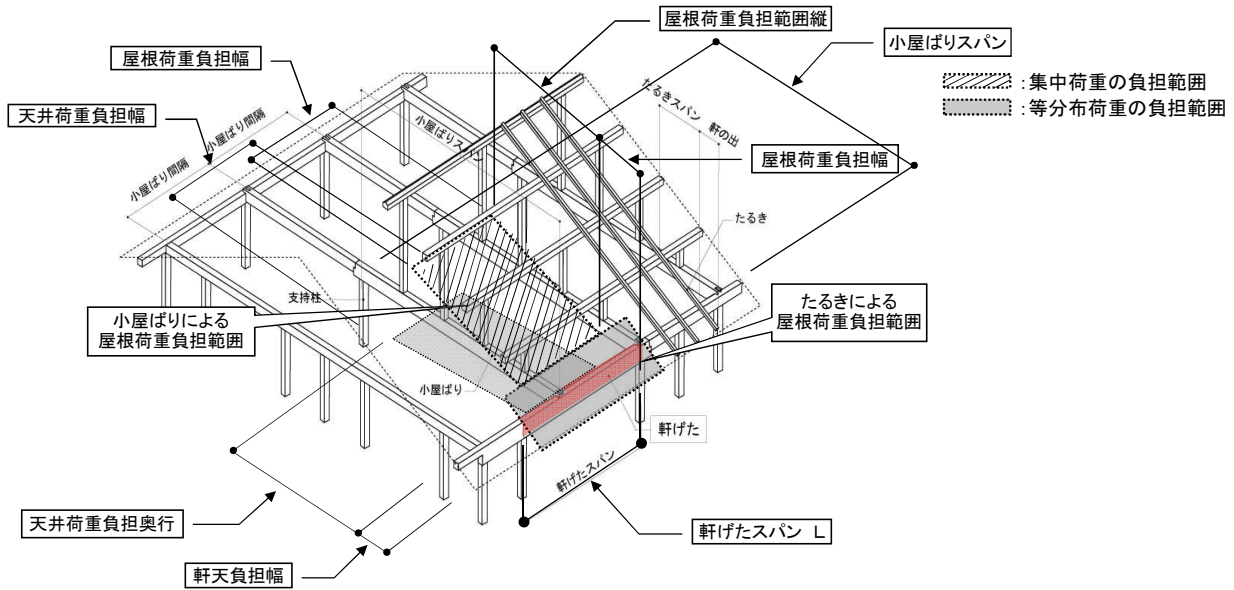 屋根荷重負担範囲縦
小屋ばりスパン
屋根荷重負担幅
:集中荷重の負担範囲
:等分布荷重の負担範囲
天井荷重負担幅
小屋ばり間隔
小屋ばり間隔
小屋ばりス
たるきスパン
軒の出
屋根荷重負担幅
たるき
支持柱
小屋ばりによる
屋根荷重負担範囲
たるきによる
屋根荷重負担範囲
小屋ばり
軒げた
軒げたスパン
天井荷重負担奥行
軒げたスパン L
軒天負担幅